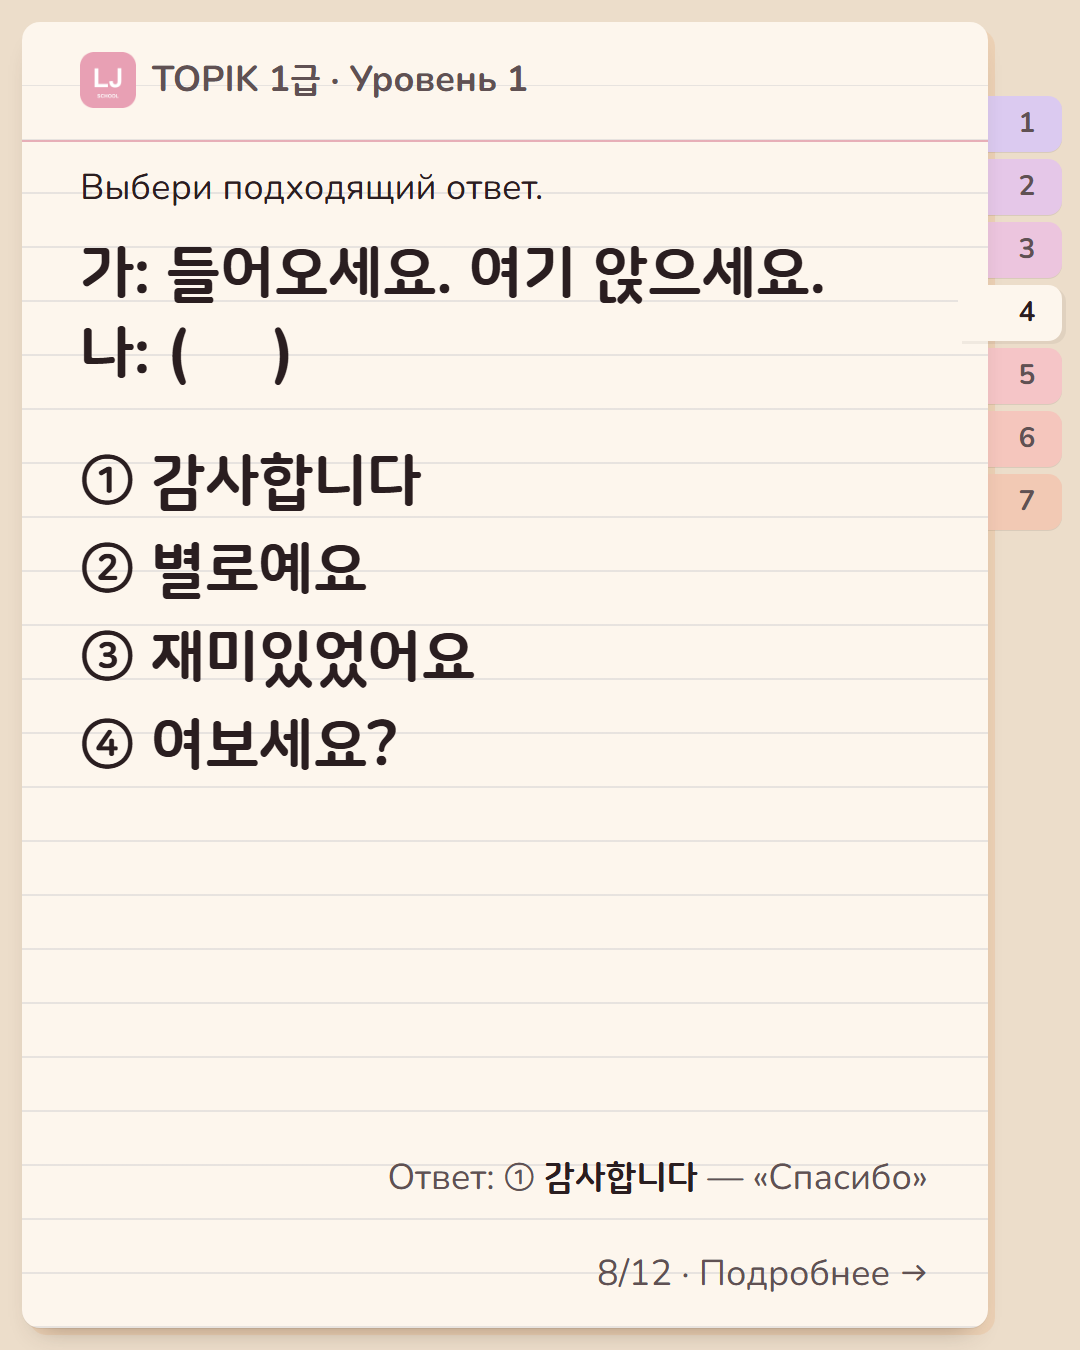 LJ
SCHOOL
TOPIK 1급 · Уровень 1
Выбери подходящий ответ.
가: 들어오세요. 여기 앉으세요.
나: ( )
① 감사합니다
② 별로예요
③ 재미있었어요
④ 여보세요?
Ответ: ① 감사합니다 — «Спасибо»
8/12 · Подробнее →
1
2
3
4
5
6
7